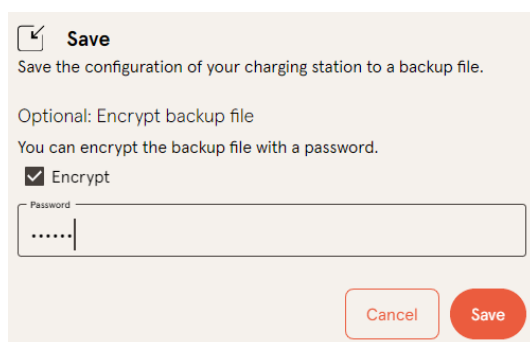 Save
Save the configuration of your charging station to a backup file.
Optional: Encrypt backup file
You can encrypt the backup file with a password.
Encrypt
Password
••••••
Cancel
Save